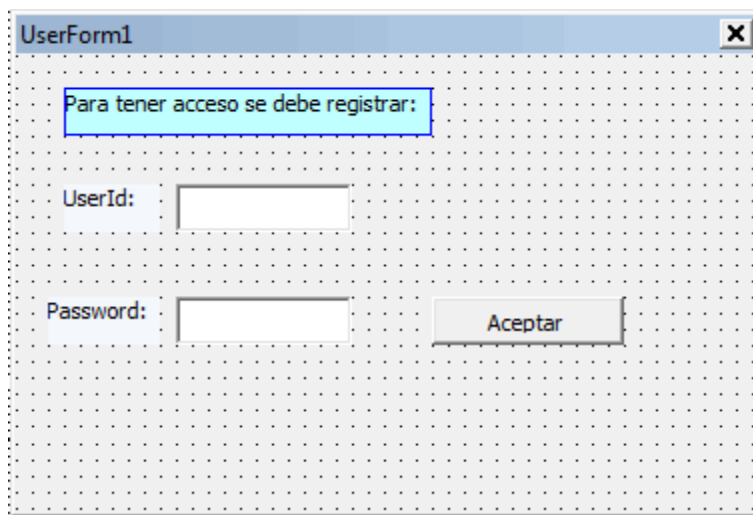 UserForm1
Para tener acceso se debe registrar:
UserId:
Password:
Aceptar